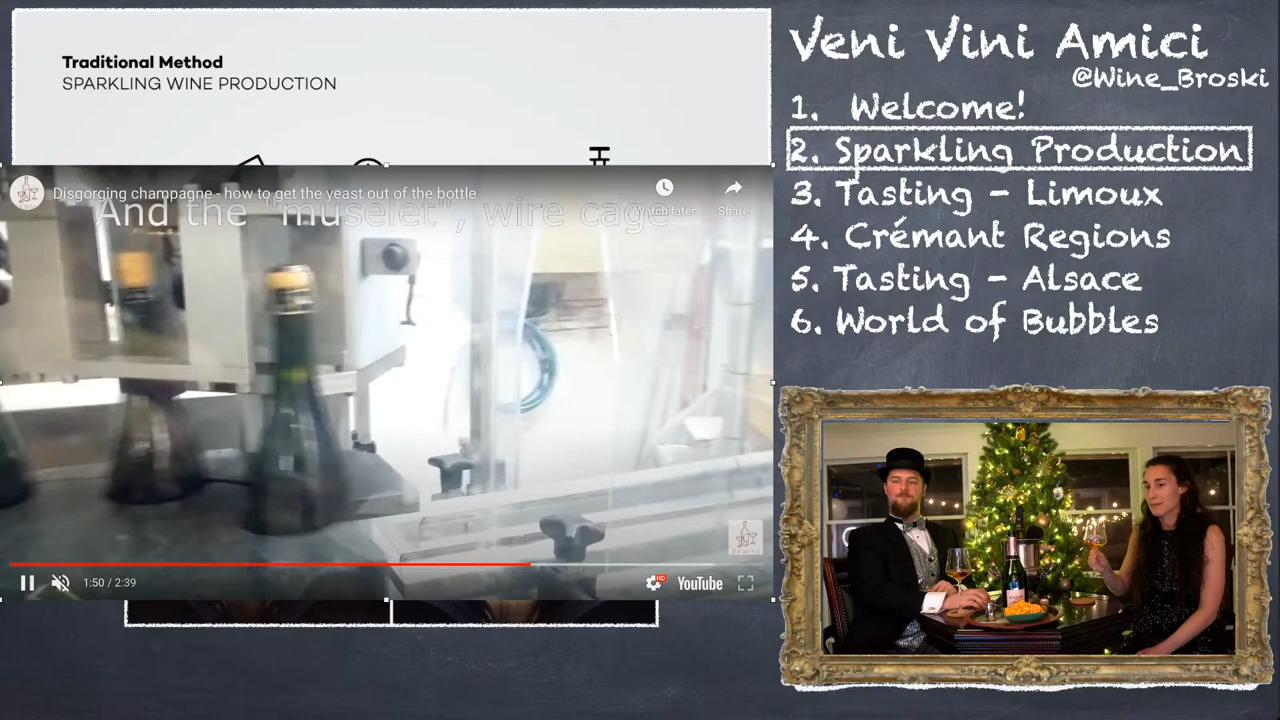 Traditional Method
SPARKLING WINE PRODUCTION
Disgorging champagne - how to get the yeast out of the bottle
Watch later
Share
And the "muselet", wire cage
1:50 / 2:39
HD
YouTube
Veni Vini Amici
@Wine_Broski
1. Welcome!
2. Sparkling Production
3. Tasting - Limoux
4. Crémant Regions
5. Tasting - Alsace
6. World of Bubbles